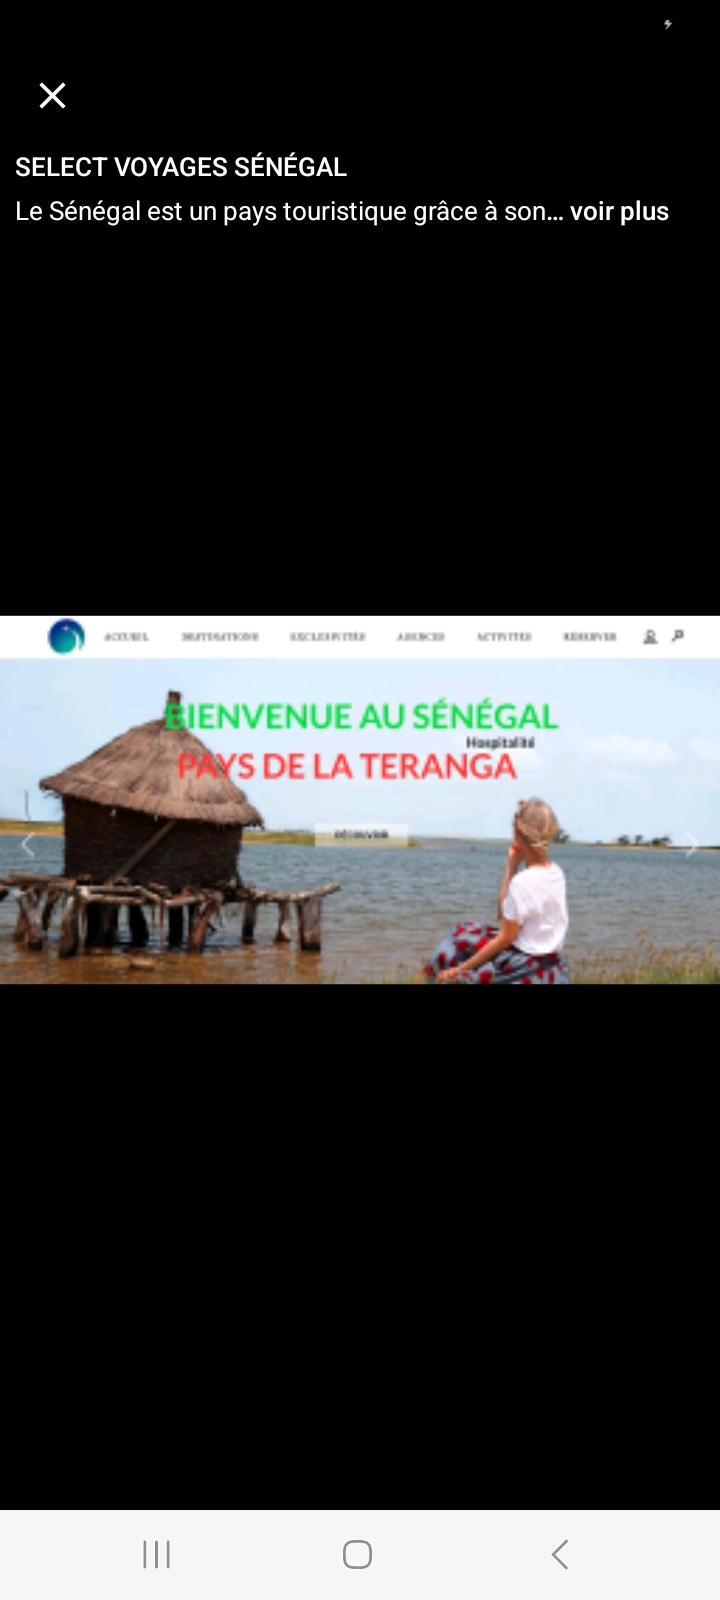 SELECT VOYAGES SÉNÉGAL
Le Sénégal est un pays touristique grâce à son... voir plus
ACCUEIL DESTINATIONS EXCLUSIVITÉS AGENCES ACTIVITÉS RÉSERVER
BIENVENUE AU SÉNÉGAL
Hospitalité
PAYS DE LA TERANGA
DÉCOUVRIR